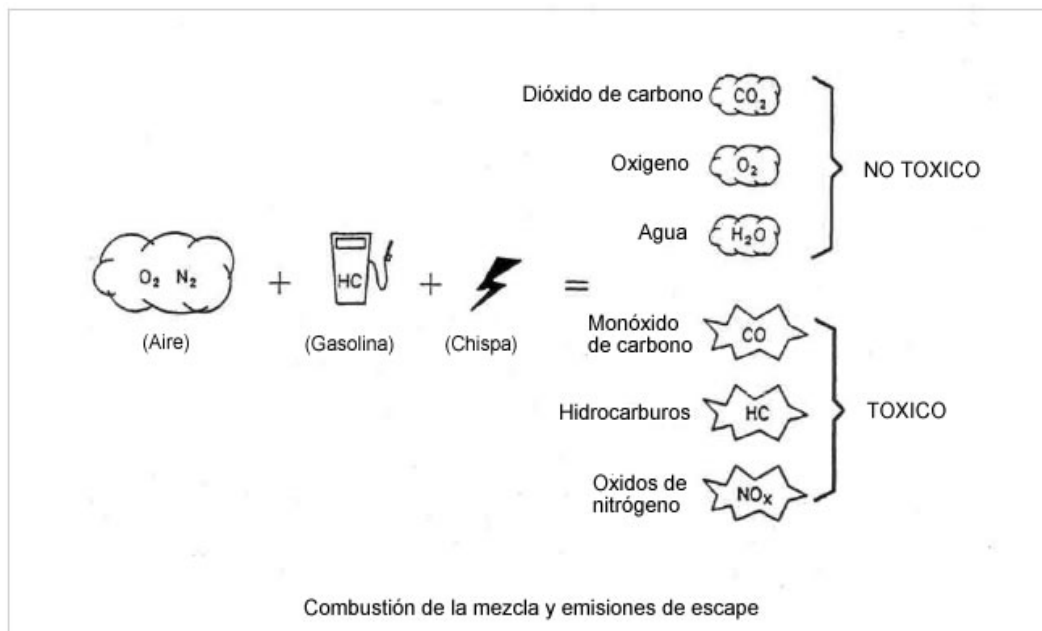 Dióxido de carbono CO₂
Oxigeno O₂
NO TOXICO
Agua H₂O
O₂ N₂
+
HC
+
=
(Aire)
(Gasolina)
(Chispa)
Monóxido
de carbono
CO
Hidrocarburos HC
TOXICO
Oxidos de
nitrógeno
NOx
Combustión de la mezcla y emisiones de escape